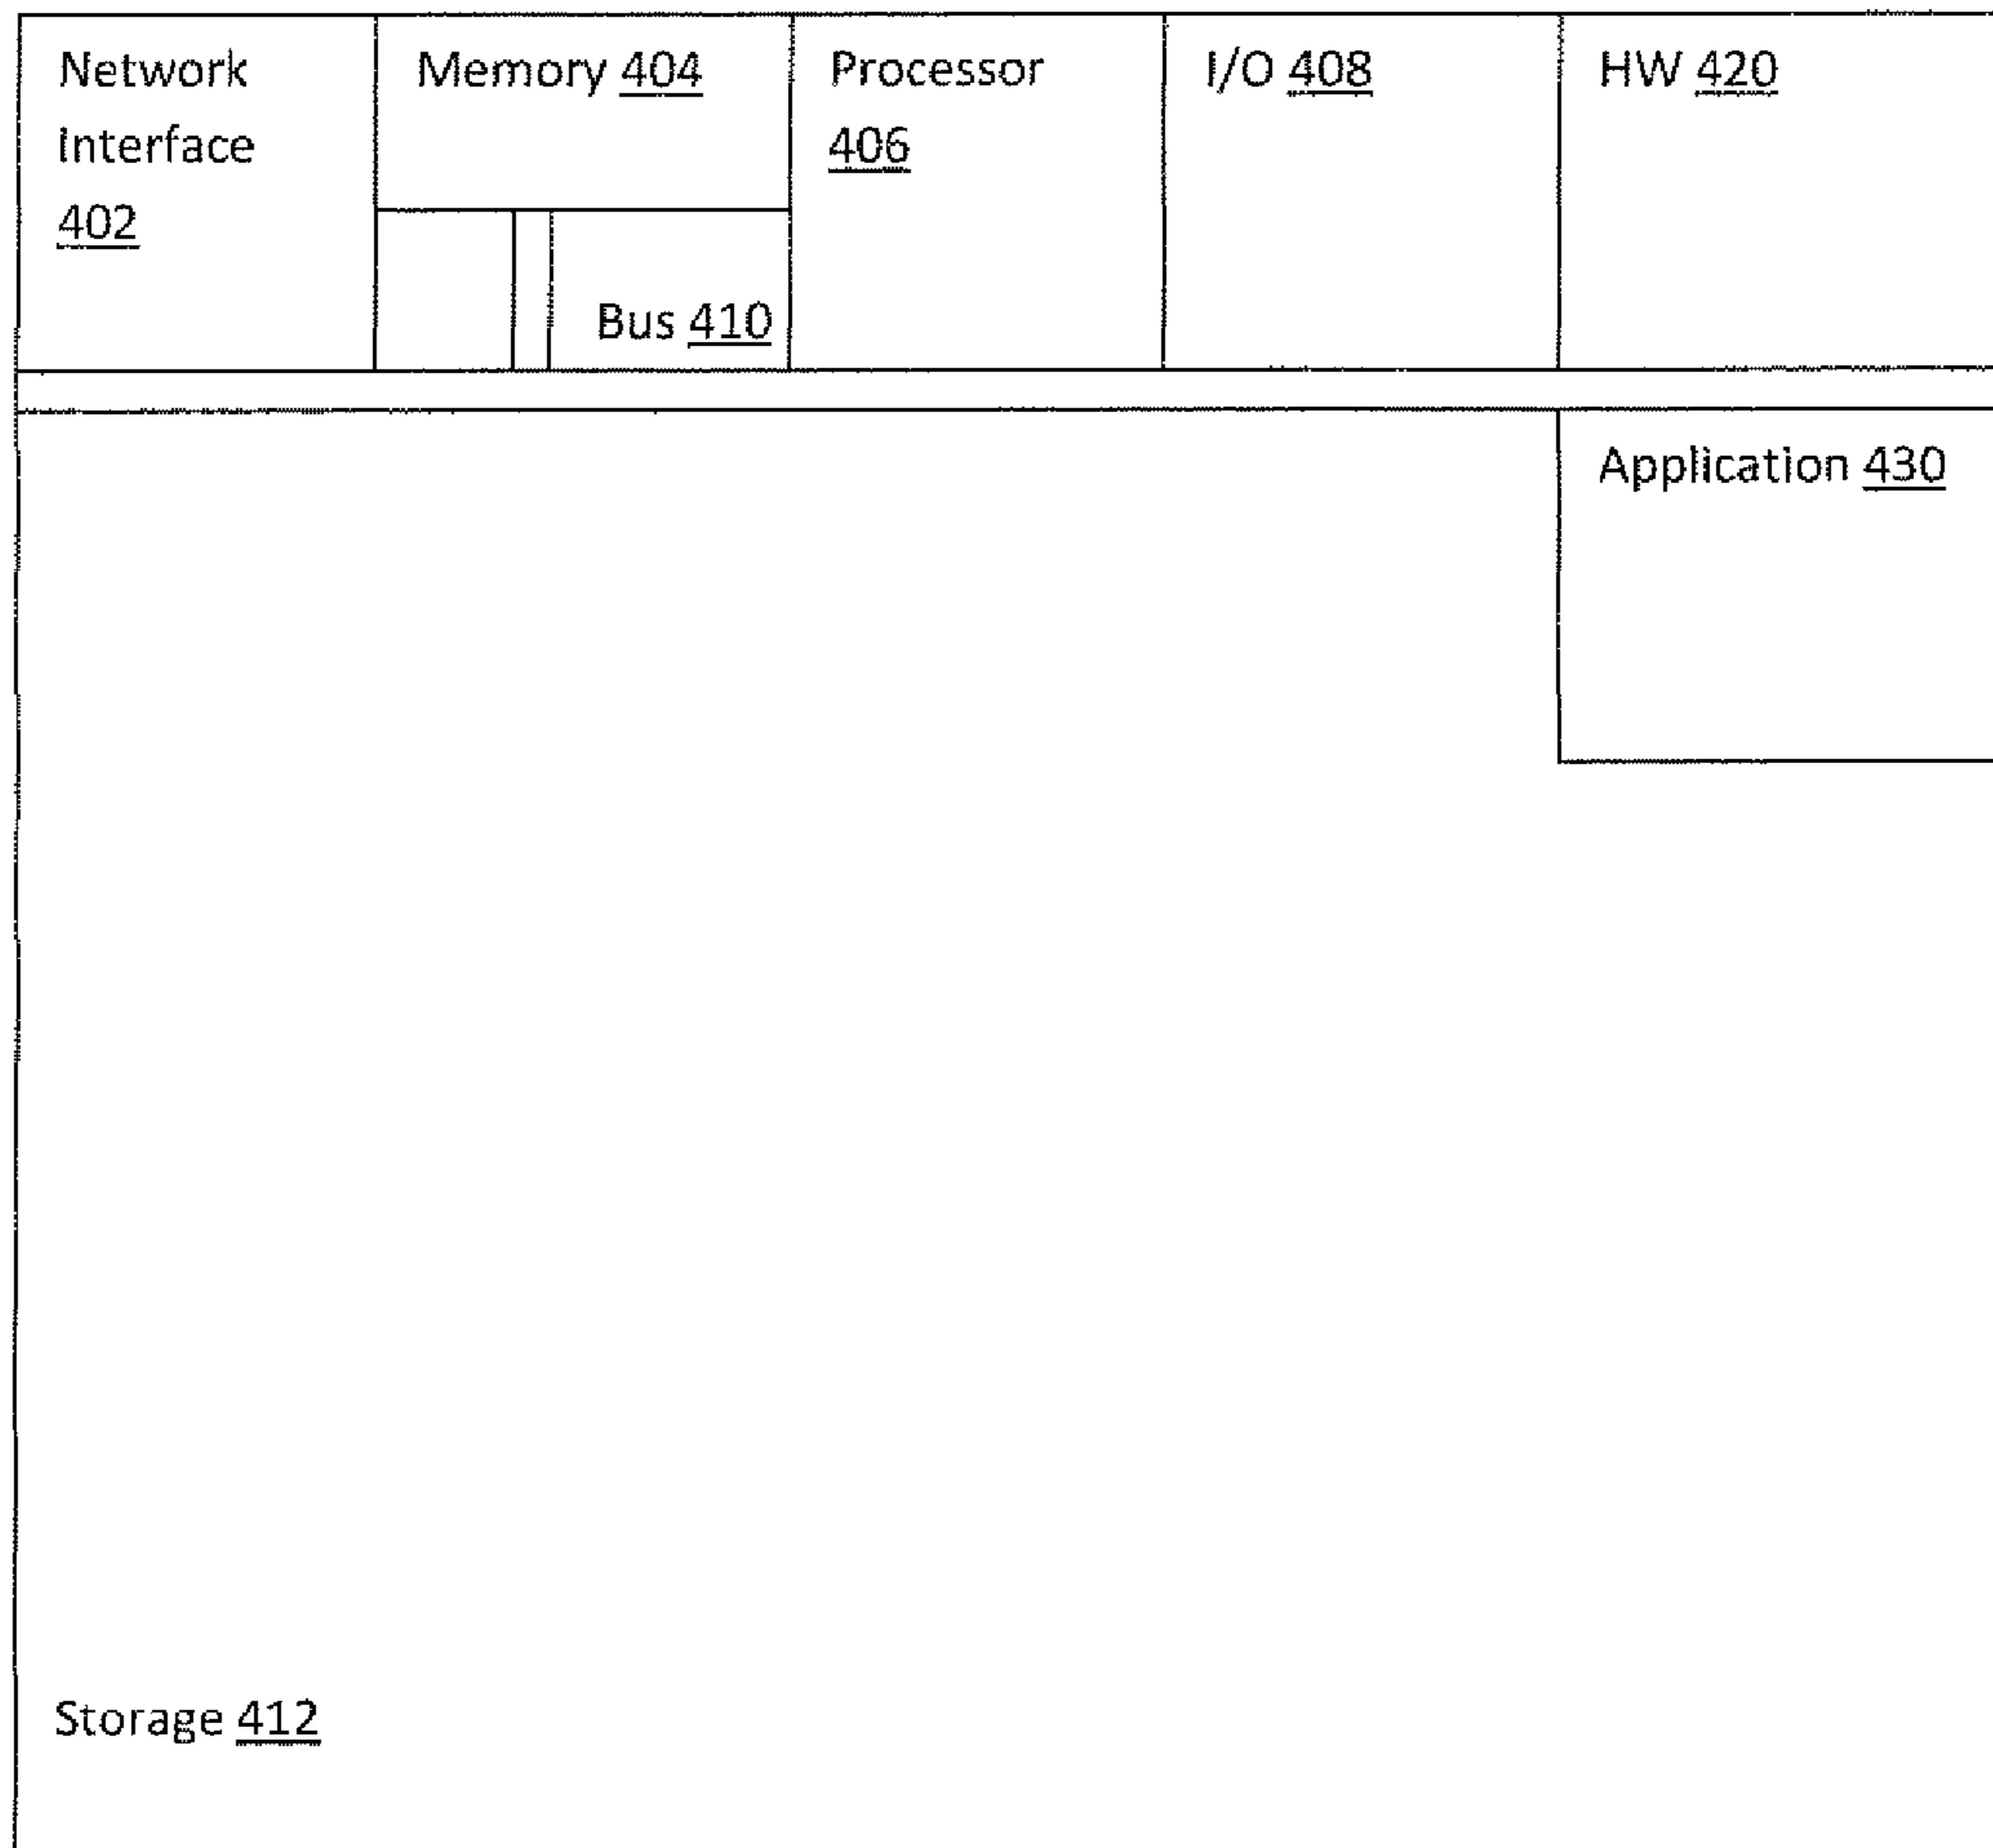 Network
Interface
402
Memory 404
Processor
406
I/O 408
HW 420
Bus 410
Application 430
Storage 412